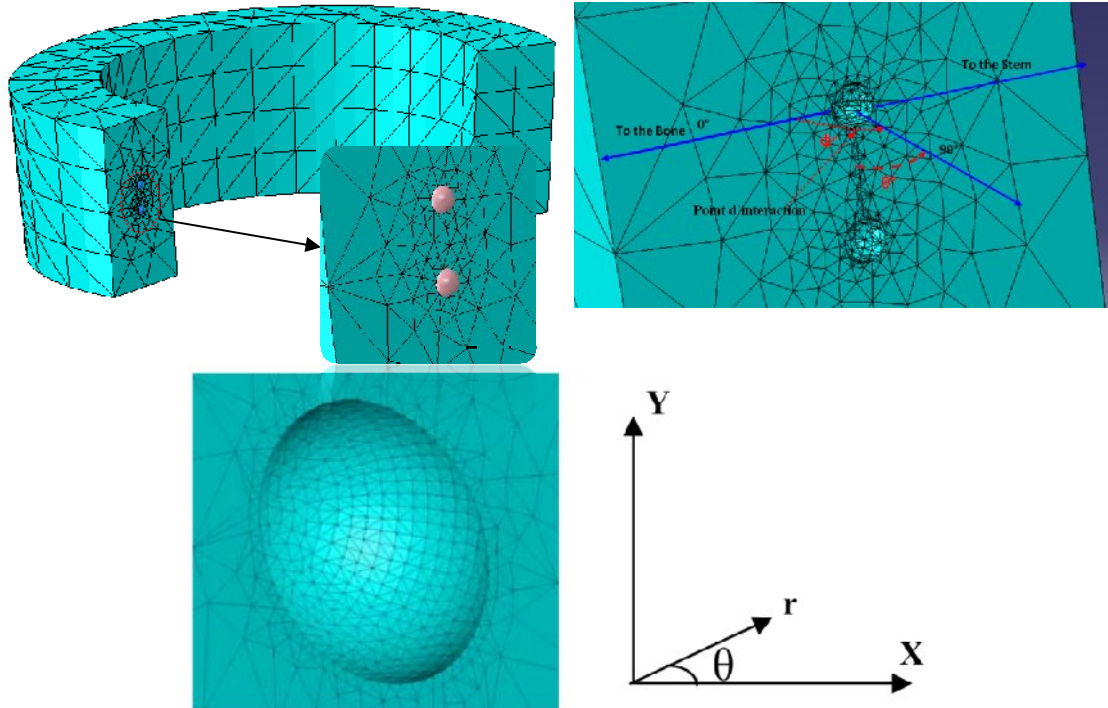 To the Stem
To the Bone
0°
90°
θ°
Point d'interaction
Y
r
X
θ